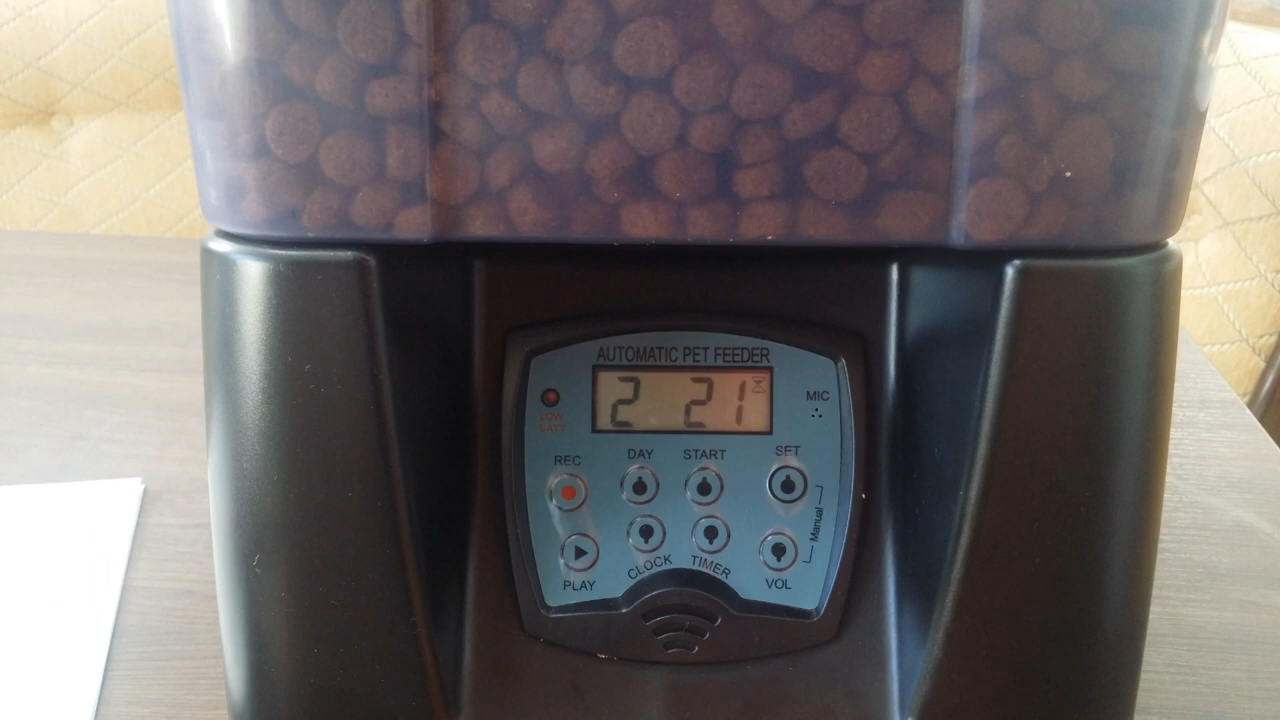 AUTOMATIC PET FEEDER
2 21
LOW
BATT
MIC
REC
DAY
START
SET
Manual
PLAY
CLOCK
TIMER
VOL